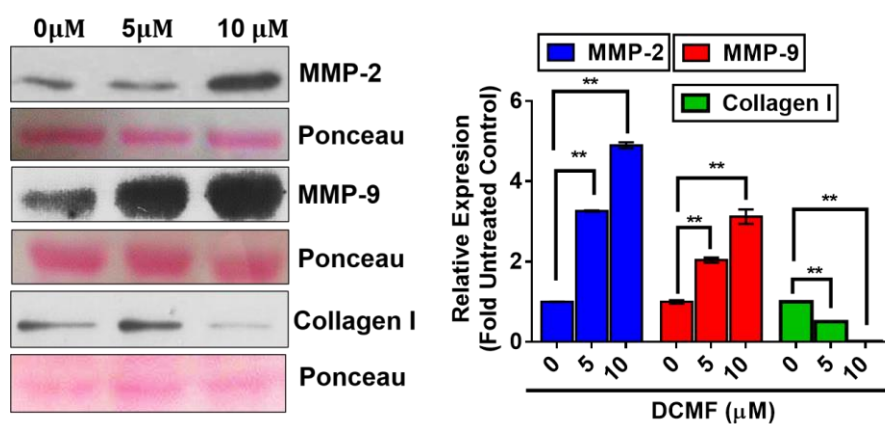 0μM 5μM 10 μM
MMP-2
Ponceau
MMP-9
Ponceau
Collagen I
Ponceau
MMP-2 MMP-9
Collagen I
Relative Expresion
(Fold Untreated Control)
6
4
2
0
** ** ** ** ** **
0 5 10 0 5 10 0 5 10
DCMF (μM)